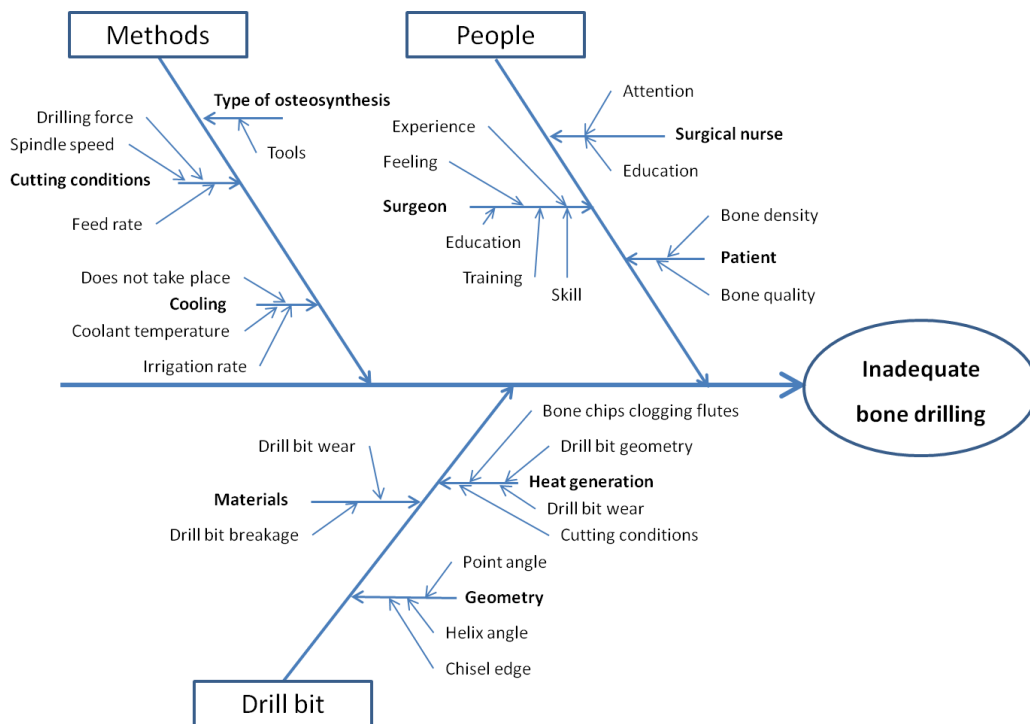 Methods
People
Type of osteosynthesis
Drilling force
Spindle speed
Tools
Cutting conditions
Feed rate
Does not take place
Cooling
Coolant temperature
Irrigation rate
Attention
Experience
Surgical nurse
Feeling
Education
Surgeon
Bone density
Education
Patient
Training
Skill
Bone quality
Inadequate
bone drilling
Bone chips clogging flutes
Drill bit wear
Drill bit geometry
Heat generation
Materials
Drill bit wear
Drill bit breakage
Cutting conditions
Point angle
Geometry
Helix angle
Chisel edge
Drill bit